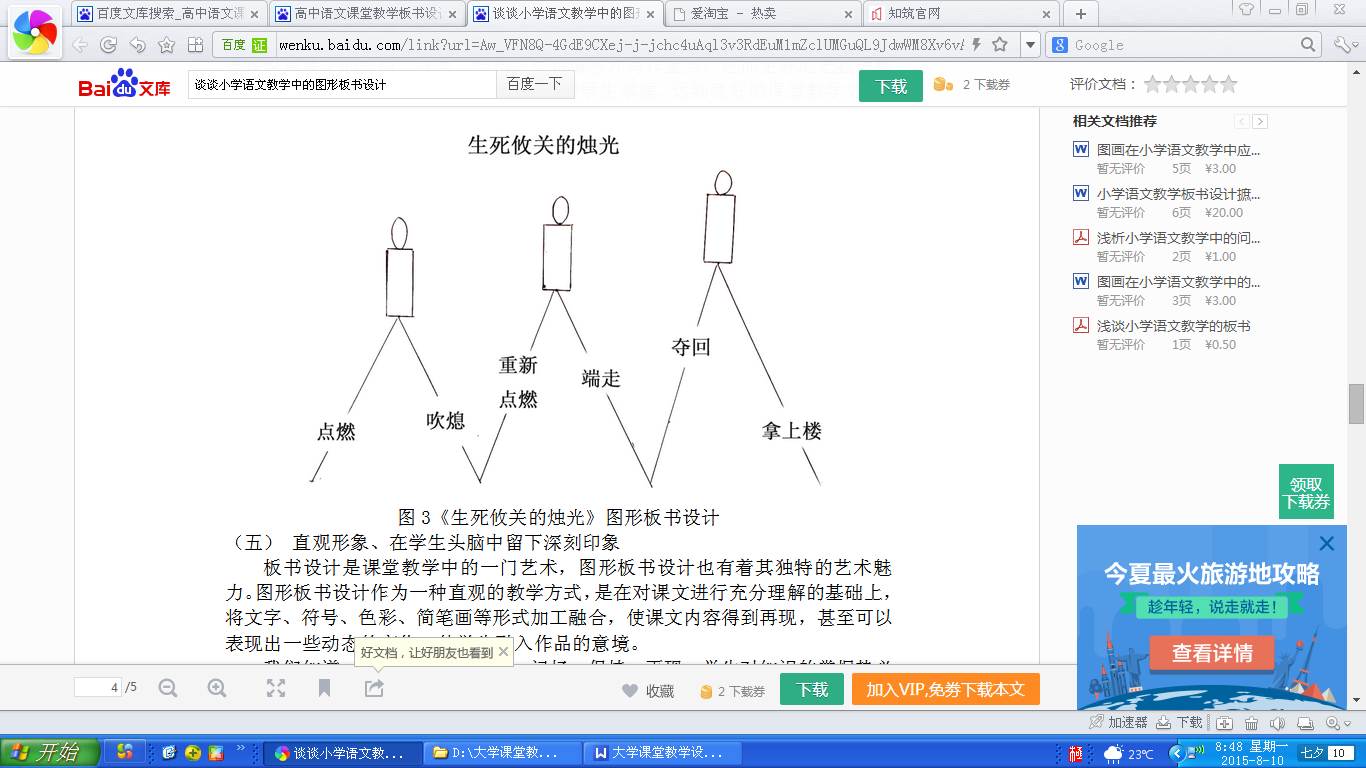 百度文库搜索_高中语文课
高中语文课堂教学板书设计
谈谈小学语文教学中的图形
爱淘宝 - 热卖
知筑官网
百度 证
Google
Baidu文库
谈谈小学语文教学中的图形板书设计
百度一下
下载
2 下载券
评价文档：
生死攸关的烛光
重新
点燃
端走
夺回
点燃
吹熄
拿上楼
图 3《生死攸关的烛光》图形板书设计
（五） 直观形象、在学生头脑中留下深刻印象
板书设计是课堂教学中的一门艺术，图形板书设计也有着其独特的艺术魅
力。图形板书设计作为一种直观的教学方式，是在对课文进行充分理解的基础上，
将文字、符号、色彩、简笔画等形式加工融合，使课文内容得到再现，甚至可以
表现出一些动态
入作品的意境。
好文档，让好朋友也看到
相关文档推荐
图画在小学语文教学中应...
暂无评价 5页 ¥3.00
小学语文教学板书设计摭...
暂无评价 6页 ¥20.00
浅析小学语文教学中的问...
暂无评价 2页 ¥1.00
图画在小学语文教学中的...
暂无评价 3页 ¥3.00
浅谈小学语文教学的板书
暂无评价 1页 ¥0.50
领取
下载券
今夏最火旅游地攻略
趁年轻，说走就走！
查看详情
4 /5
收藏
2 下载券
下载
加入VIP,免券下载本文
加速器
下载
开始
谈谈小学语文教...
D:\大学课堂教...
大学课堂教学设...
23℃
8:48 星期一
2015-8-10
七夕 10